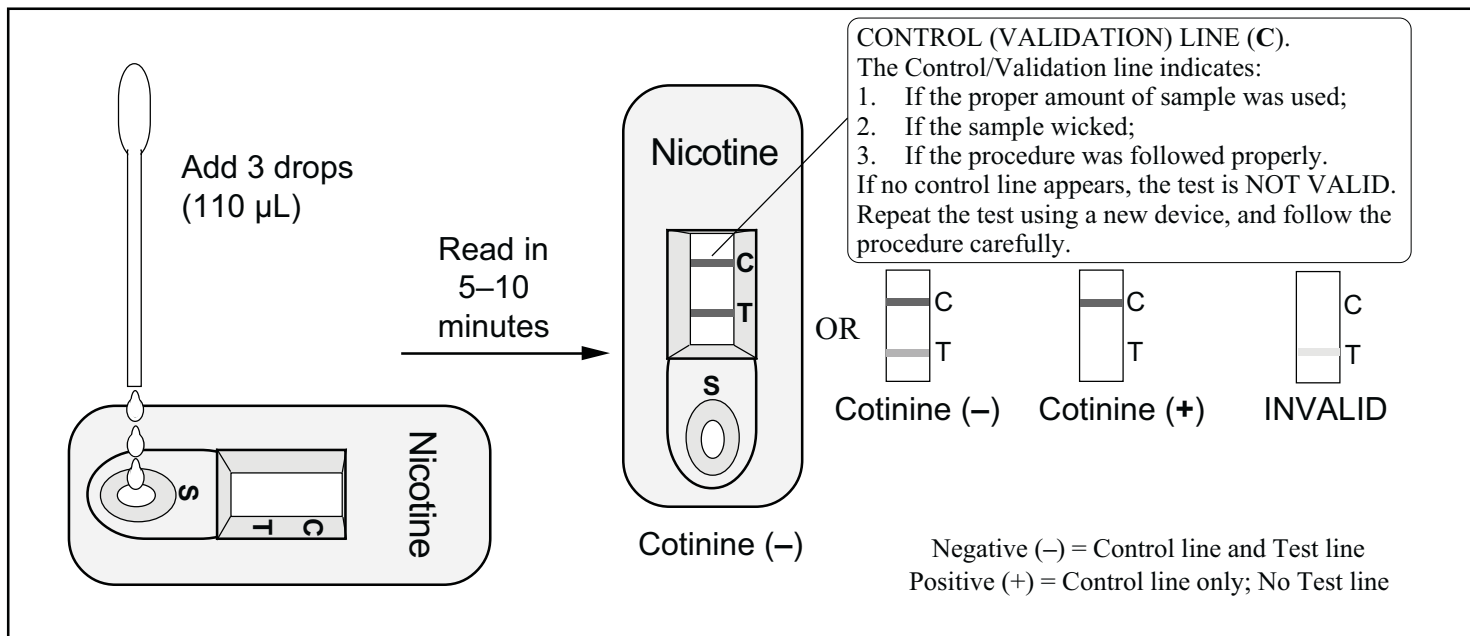 CONTROL (VALIDATION) LINE (C).
The Control/Validation line indicates:
1. If the proper amount of sample was used;
2. If the sample wicked;
3. If the procedure was followed properly.
If no control line appears, the test is NOT VALID.
Repeat the test using a new device, and follow the
procedure carefully.
Add 3 drops
(110 µL)
Read in
5–10
minutes
Nicotine
C
T
S
Cotinine (–)
OR
C
T
Cotinine (–)
C
T
Cotinine (+)
C
T
INVALID
S
T
C
Nicotine
Negative (–) = Control line and Test line
Positive (+) = Control line only; No Test line